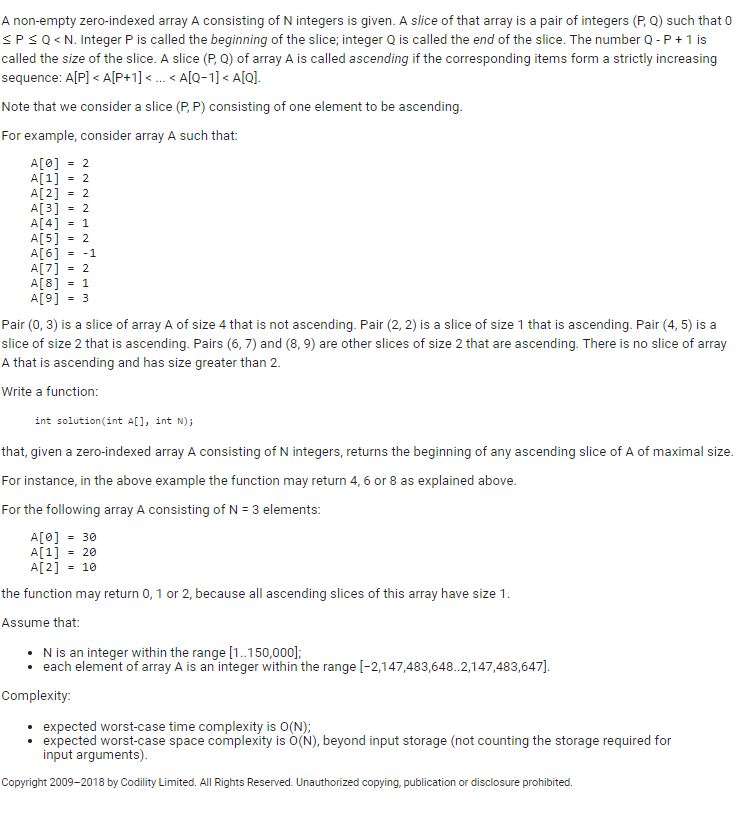 A non-empty zero-indexed array A consisting of N integers is given. A slice of that array is a pair of integers (P, Q) such that 0
≤ P ≤ Q < N. Integer P is called the beginning of the slice; integer Q is called the end of the slice. The number Q - P + 1 is
called the size of the slice. A slice (P, Q) of array A is called ascending if the corresponding items form a strictly increasing
sequence: A[P] < A[P+1] < ... < A[Q−1] < A[Q].
Note that we consider a slice (P, P) consisting of one element to be ascending.
For example, consider array A such that:
A[0] = 2
A[1] = 2
A[2] = 2
A[3] = 2
A[4] = 1
A[5] = 2
A[6] = -1
A[7] = 2
A[8] = 1
A[9] = 3
Pair (0, 3) is a slice of array A of size 4 that is not ascending. Pair (2, 2) is a slice of size 1 that is ascending. Pair (4, 5) is a
slice of size 2 that is ascending. Pairs (6, 7) and (8, 9) are other slices of size 2 that are ascending. There is no slice of array
A that is ascending and has size greater than 2.
Write a function:
int solution(int A[], int N);
that, given a zero-indexed array A consisting of N integers, returns the beginning of any ascending slice of A of maximal size.
For instance, in the above example the function may return 4, 6 or 8 as explained above.
For the following array A consisting of N = 3 elements:
A[0] = 30
A[1] = 20
A[2] = 10
the function may return 0, 1 or 2, because all ascending slices of this array have size 1.
Assume that:
• N is an integer within the range [1..150,000];
• each element of array A is an integer within the range [−2,147,483,648..2,147,483,647].
Complexity:
• expected worst-case time complexity is O(N);
• expected worst-case space complexity is O(N), beyond input storage (not counting the storage required for
input arguments).
Copyright 2009–2018 by Codility Limited. All Rights Reserved. Unauthorized copying, publication or disclosure prohibited.